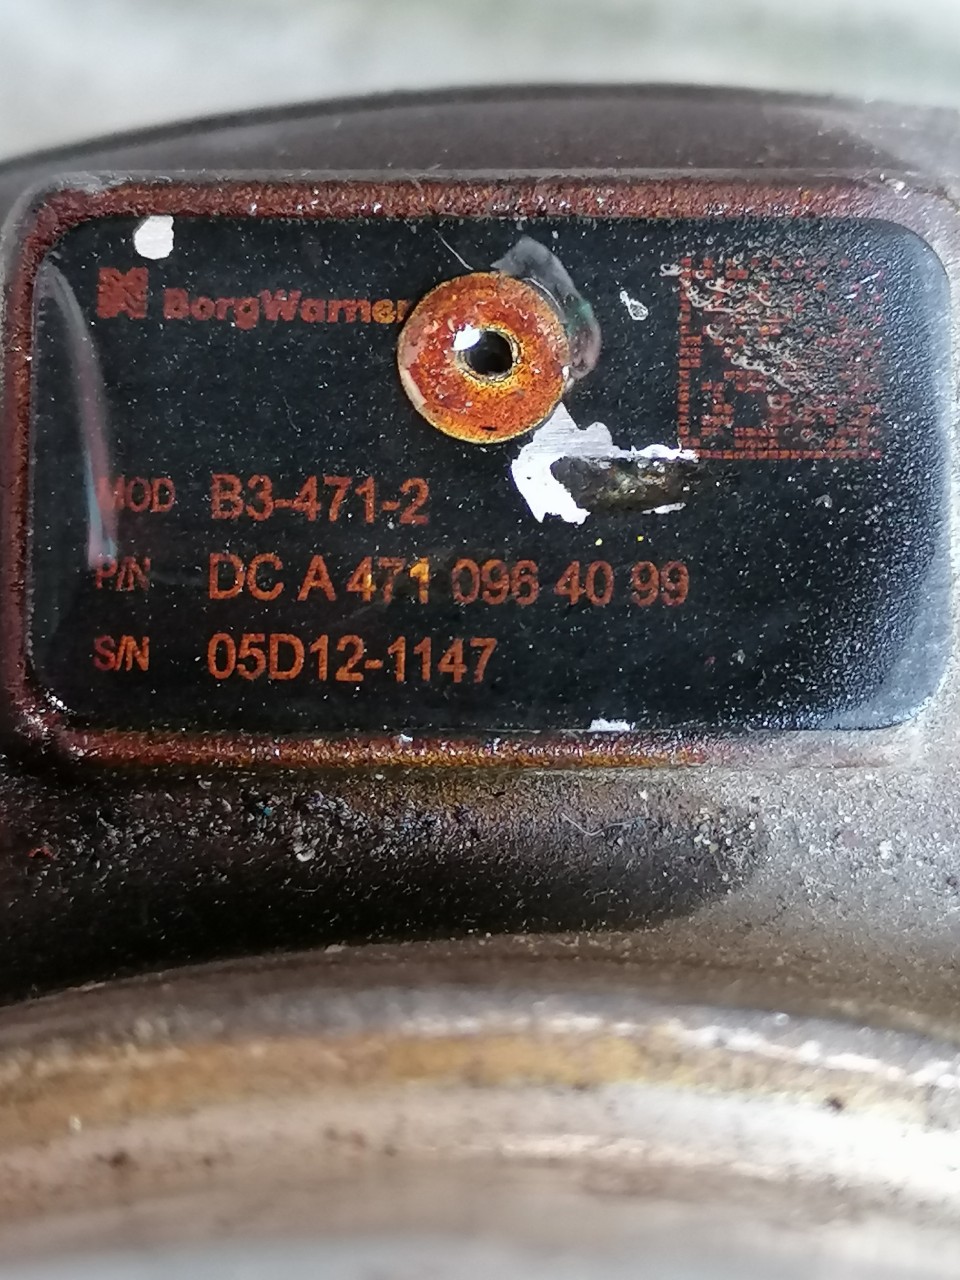 BorgWarner
MOD B3-471-2
P/N DC A 471 096 40 99
S/N 05D12-1147